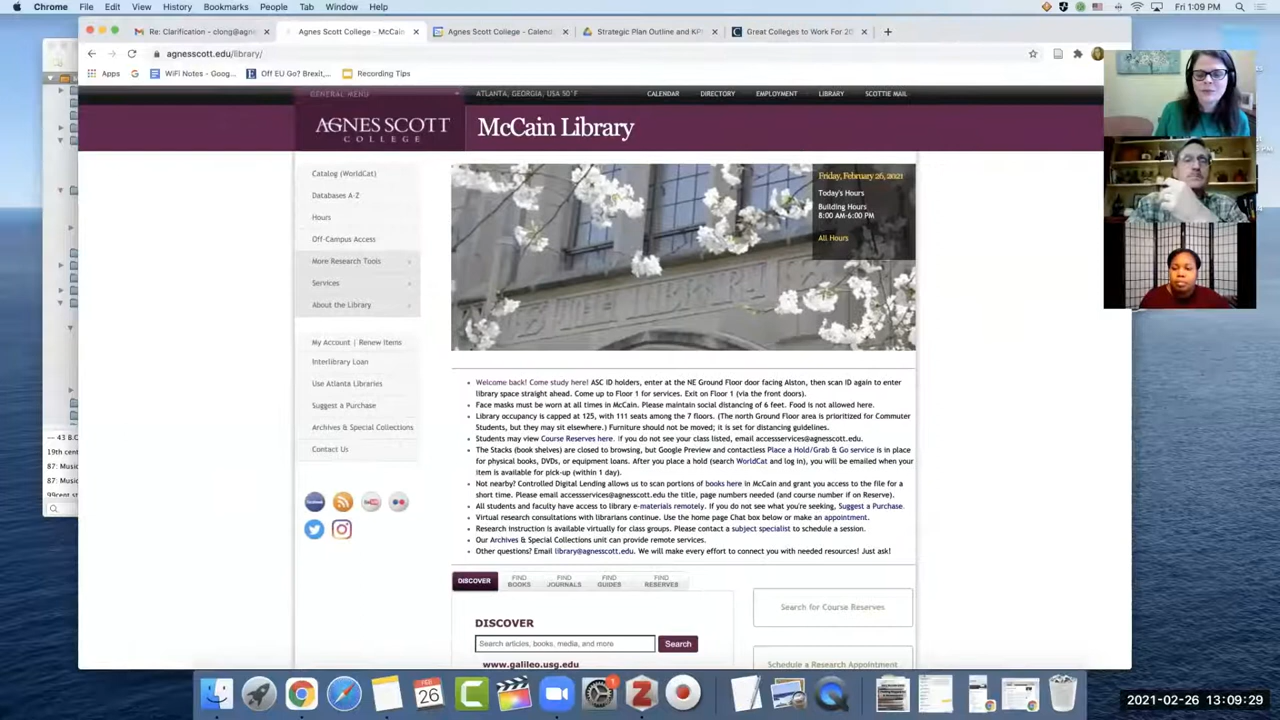 Chrome File Edit View History Bookmarks People Tab Window Help
Fri 1:09 PM
Re: Clarification - clong@agne
Agnes Scott College - McCain
Agnes Scott College - Calend
Strategic Plan Outline and KP
Great Colleges to Work For 20
agnesscott.edu/library/
Apps
WiFi Notes - Goog...
Off EU Go? Brexit,...
Recording Tips
GENERAL MENU
ATLANTA, GEORGIA, USA 50°F
CALENDAR
DIRECTORY
EMPLOYMENT
LIBRARY
SCOTTIE MAIL
AGNES SCOTT
COLLEGE
McCain Library
Catalog (WorldCat)
Databases A-Z
Hours
Off-Campus Access
More Research Tools
Services
About the Library
My Account | Renew Items
Interlibrary Loan
Use Atlanta Libraries
Suggest a Purchase
Archives & Special Collections
Contact Us
Friday, February 26, 2021
Today's Hours
Building Hours
8:00 AM-6:00 PM
All Hours
Welcome back! Come study here! ASC ID holders, enter at the NE Ground Floor door facing Alston, then scan ID again to enter
library space straight ahead. Come up to Floor 1 for services. Exit on Floor 1 (via the front doors).
Face masks must be worn at all times in McCain. Please maintain social distancing of 6 feet. Food is not allowed here.
Library occupancy is capped at 125, with 111 seats among the 7 floors. (The north Ground Floor area is prioritized for Commuter
Students, but they may sit elsewhere.) Furniture should not be moved; it is set for distancing guidelines.
Students may view Course Reserves here. If you do not see your class listed, email accessservices@agnesscott.edu.
The Stacks (book shelves) are closed to browsing, but Google Preview and contactless Place a Hold/Grab & Go service is in place
for physical books, DVDs, or equipment loans. After you place a hold (search WorldCat and log in), you will be emailed when your
item is available for pick-up (within 1 day).
Not nearby? Controlled Digital Lending allows us to scan portions of books here in McCain and grant you access to the file for a
short time. Please email accessservices@agnesscott.edu the title, page numbers needed (and course number if on Reserve).
All students and faculty have access to library e-materials remotely. If you do not see what you're seeking, Suggest a Purchase.
Virtual research consultations with librarians continue. Use the home page Chat box below or make an appointment.
Research instruction is available virtually for class groups. Please contact a subject specialist to schedule a session.
Our Archives & Special Collections unit can provide remote services.
Other questions? Email library@agnesscott.edu. We will make every effort to connect you with needed resources! Just ask!
DISCOVER
FIND BOOKS
FIND JOURNALS
FIND GUIDES
FIND RESERVES
DISCOVER
Search articles, books, media, and more
Search
www.galileo.usg.edu
Search for Course Reserves
Schedule a Research Appointment
-- 43 B.C
19th cent
87: Music
87: Music
99cent st
FEB
26
1
2021-02-26 13:09:29